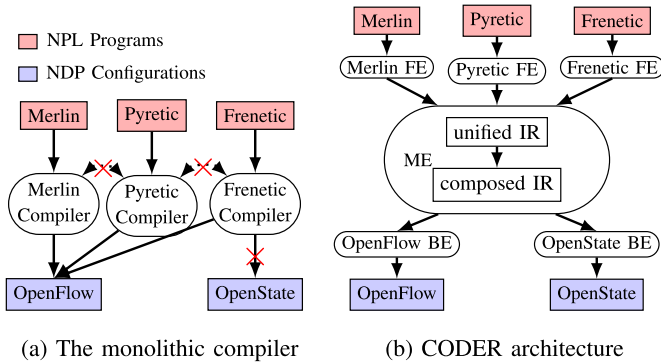 NPL Programs
NDP Configurations
Merlin
Pyretic
Frenetic
Merlin
Compiler
Pyretic
Compiler
Frenetic
Compiler
OpenFlow
OpenState
(a) The monolithic compiler
Merlin
Pyretic
Frenetic
Merlin FE
Pyretic FE
Frenetic FE
ME
unified IR
composed IR
OpenFlow BE
OpenState BE
OpenFlow
OpenState
(b) CODER architecture